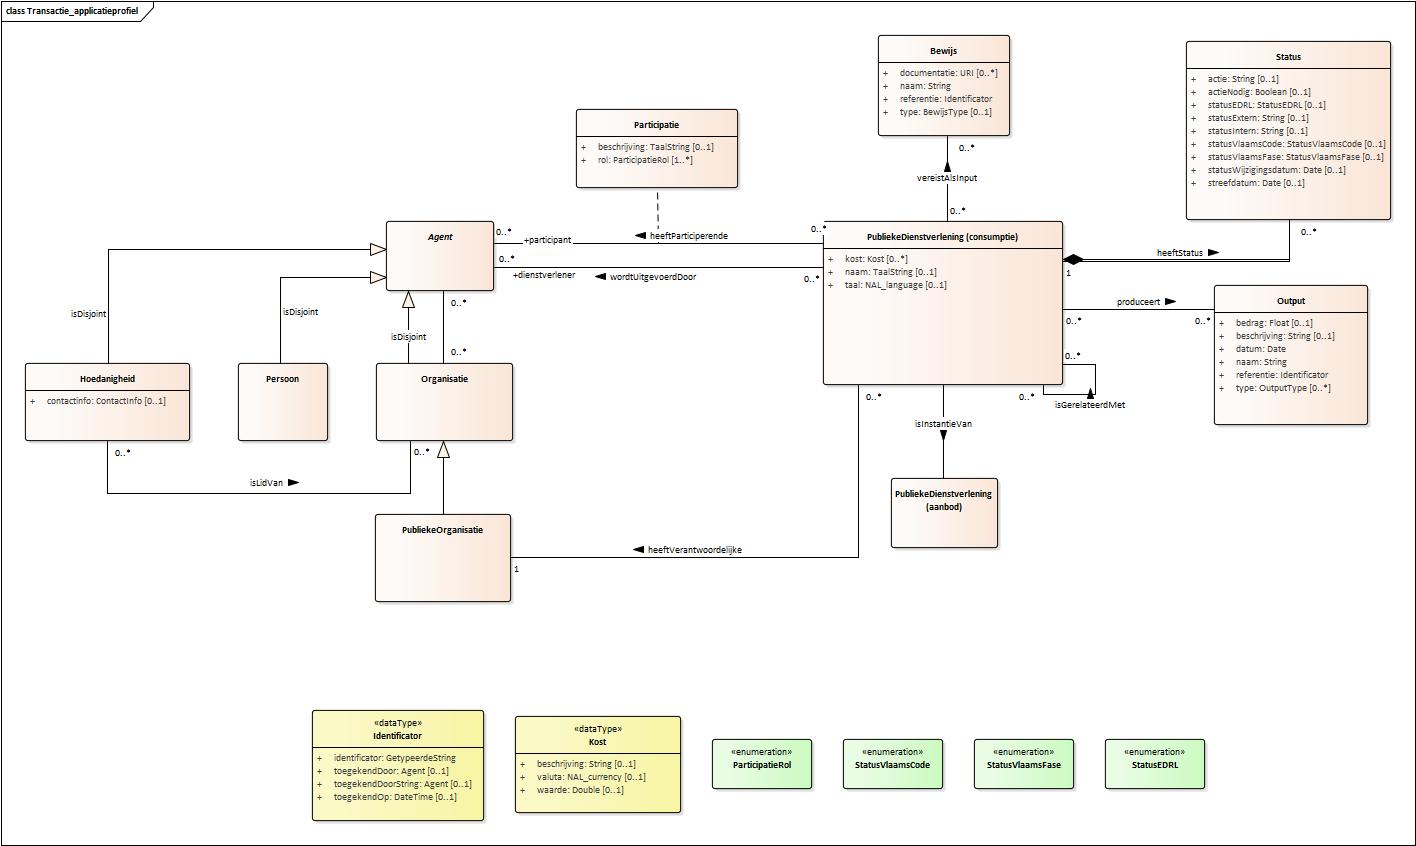 class Transactie_applicatieprofiel
Bewijs
+ documentatie: URI [0..*]
+ naam: String
+ referentie: Identificator
+ type: BewijsType [0..1]
Status
+ actie: String [0..1]
+ actieNodig: Boolean [0..1]
+ statusEDRL: StatusEDRL [0..1]
+ statusExtern: String [0..1]
+ statusIntern: String [0..1]
+ statusVlaamsCode: StatusVlaamsCode [0..1]
+ statusVlaamsFase: StatusVlaamsFase [0..1]
+ statusWijzigingsdatum: Date [0..1]
+ streefdatum: Date [0..1]
Participatie
+ beschrijving: TaalString [0..1]
+ rol: ParticipatieRol [1..*]
0..*
vereistAlsInput
0..*
Agent
0..*
+participant
heeftParticiperende
0..*
0..*
+dienstverlener
wordtUitgevoerdDoor
0..*
PubliekeDienstverlening (consumptie)
+ kost: Kost [0..*]
+ naam: TaalString [0..1]
+ taal: NAL_language [0..1]
0..*
heeftStatus
1
produceert
0..*
0..*
Output
+ bedrag: Float [0..1]
+ beschrijving: String [0..1]
+ datum: Date
+ naam: String
+ referentie: Identificator
+ type: OutputType [0..*]
isDisjoint
isDisjoint
isDisjoint
0..*
0..*
0..*
0..*
isGerelateerdMet
Hoedanigheid
+ contactinfo: ContactInfo [0..1]
Persoon
Organisatie
0..*
isInstantieVan
0..*
0..*
isLidVan
PubliekeDienstverlening
(aanbod)
PubliekeOrganisatie
heeftVerantwoordelijke
1
«dataType»
Identificator
+ identificator: GetypeerdeString
+ toegekendDoor: Agent [0..1]
+ toegekendDoorString: Agent [0..1]
+ toegekendOp: DateTime [0..1]
«dataType»
Kost
+ beschrijving: String [0..1]
+ valuta: NAL_currency [0..1]
+ waarde: Double [0..1]
«enumeration»
ParticipatieRol
«enumeration»
StatusVlaamsCode
«enumeration»
StatusVlaamsFase
«enumeration»
StatusEDRL